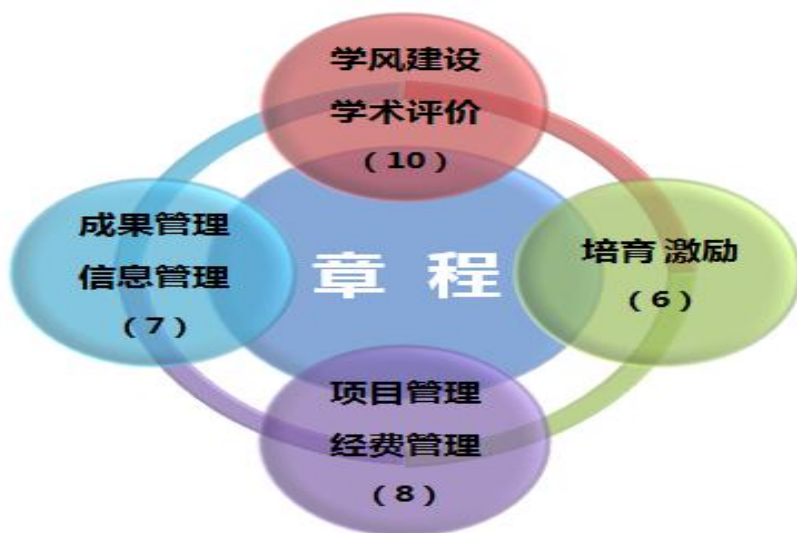 学风建设
学术评价
（10）
成果管理
信息管理
（7）
章 程
培育 激励
（6）
项目管理
经费管理
（8）